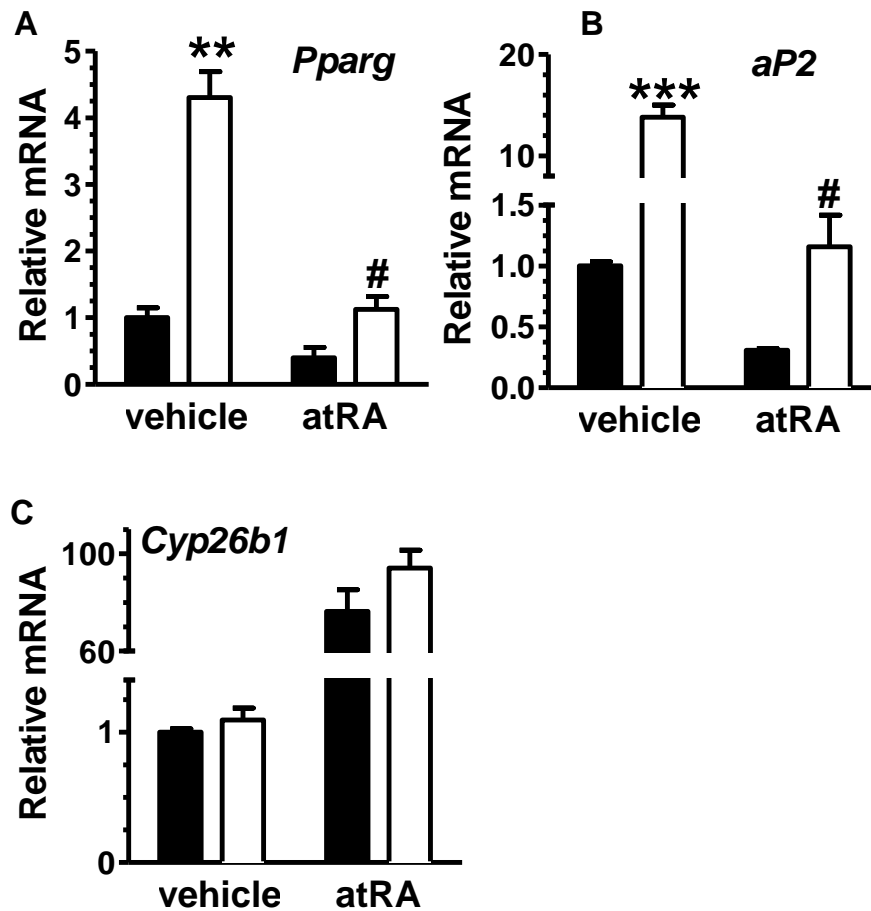 A
**
Pparg
Relative mRNA
5
4
3
2
1
0
vehicle
atRA
#
B
***
aP2
Relative mRNA
20
10
1.5
1.0
0.5
0.0
#
vehicle
atRA
C
Cyp26b1
Relative mRNA
100
60
1
0
vehicle
atRA